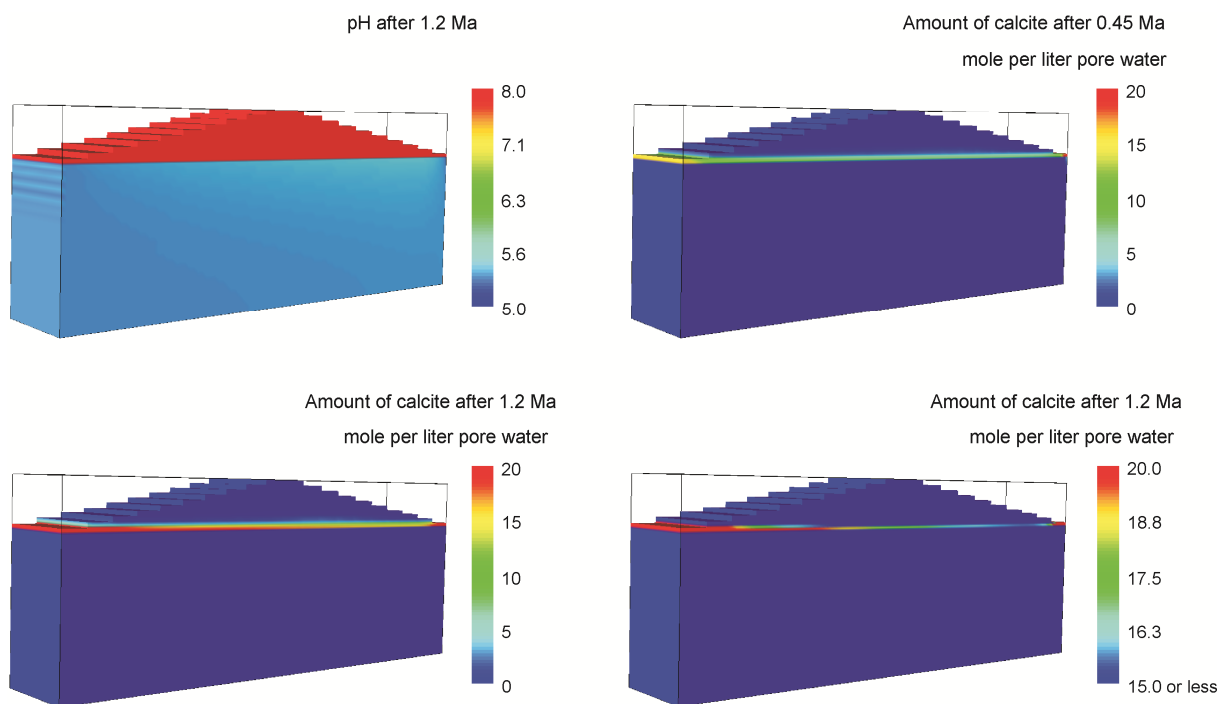 pH after 1.2 Ma
8.0
7.1
6.3
5.6
5.0
Amount of calcite after 0.45 Ma
mole per liter pore water
20
15
10
5
0
Amount of calcite after 1.2 Ma
mole per liter pore water
20
15
10
5
0
Amount of calcite after 1.2 Ma
mole per liter pore water
20.0
18.8
17.5
16.3
15.0 or less